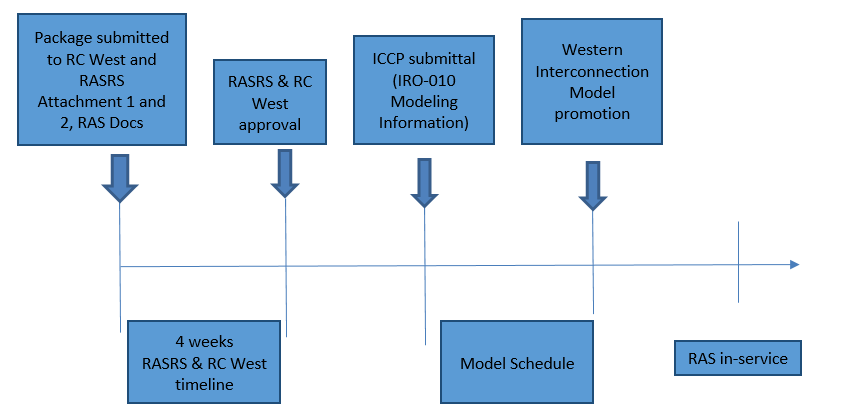 Package submitted
to RC West and
RASRS
Attachment 1 and
2, RAS Docs
RASRS & RC
West
approval
ICCP submittal
(IRO-010
Modeling
Information)
Western
Interconnection
Model
promotion
4 weeks
RASRS & RC West
timeline
Model Schedule
RAS in-service